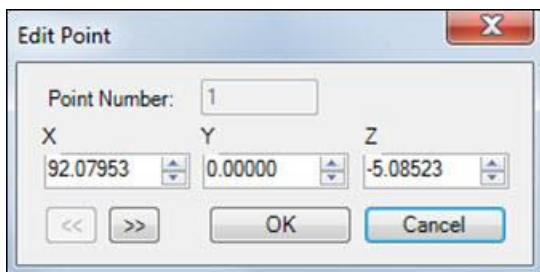 Edit Point
Point Number: 1
X Y Z
92.07953 0.00000 -5.08523
<< >> OK Cancel